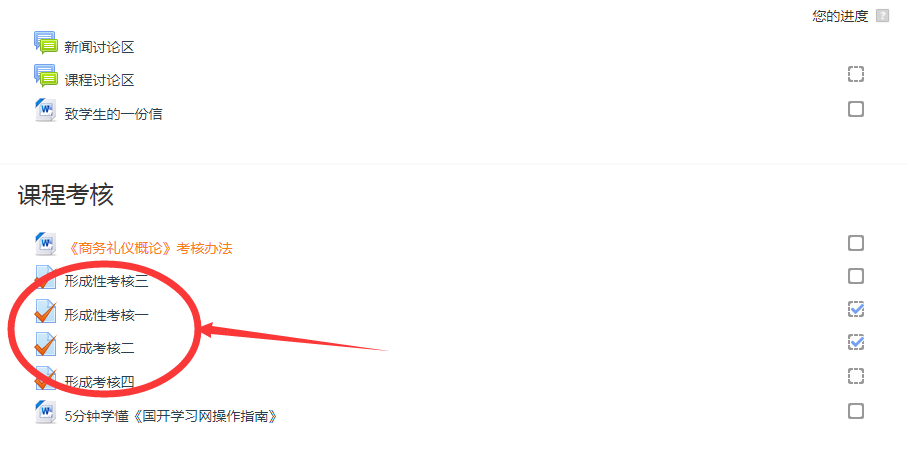 您的进度
新闻讨论区
课程讨论区
致学生的一份信
课程考核
《商务礼仪概论》考核办法
形成性考核三
形成性考核一
形成考核二
形成考核四
5分钟学懂《国开学习网操作指南》